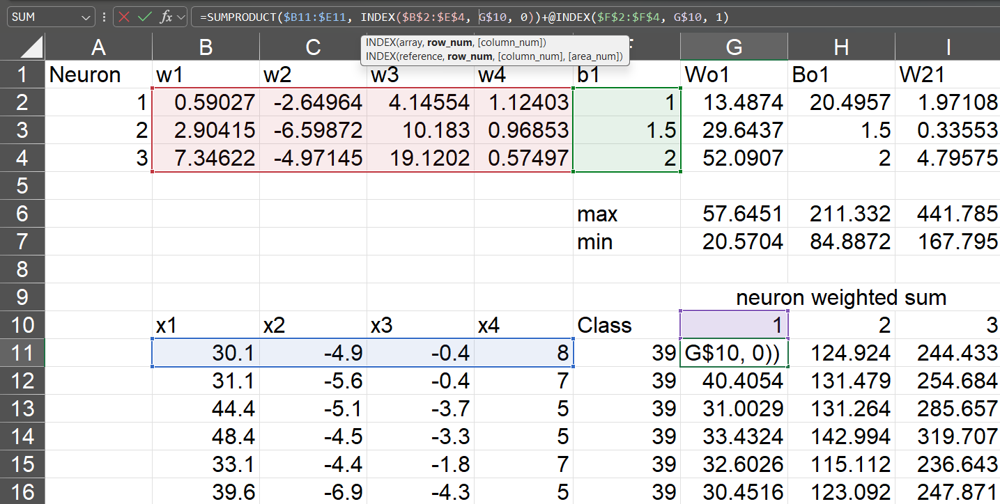 SUM fx =SUMPRODUCT($B11:$E11, INDEX($B$2:$E$4, G$10, 0))+@INDEX($F$2:$F$4, G$10, 1)
INDEX(array, row_num, [column_num])
INDEX(reference, row_num, [column_num], [area_num])
A B C F G H I
1 Neuron w1 w2 w3 w4 b1 Wo1 Bo1 W21
2 1 0.59027 -2.64964 4.14554 1.12403 1 13.4874 20.4957 1.97108
3 2 2.90415 -6.59872 10.183 0.96853 1.5 29.6437 1.5 0.33553
4 3 7.34622 -4.97145 19.1202 0.57497 2 52.0907 2 4.79575
5
6 max 57.6451 211.332 441.785
7 min 20.5704 84.8872 167.795
8
9 neuron weighted sum
10 x1 x2 x3 x4 Class 1 2 3
11 30.1 -4.9 -0.4 8 39 G$10, 0)) 124.924 244.433
12 31.1 -5.6 -0.4 7 39 40.4054 131.479 254.684
13 44.4 -5.1 -3.7 5 39 31.0029 131.264 285.657
14 48.4 -4.5 -3.3 5 39 33.4324 142.994 319.707
15 33.1 -4.4 -1.8 7 39 32.6026 115.112 236.643
16 39.6 -6.9 -4.3 5 39 30.4516 123.092 247.871